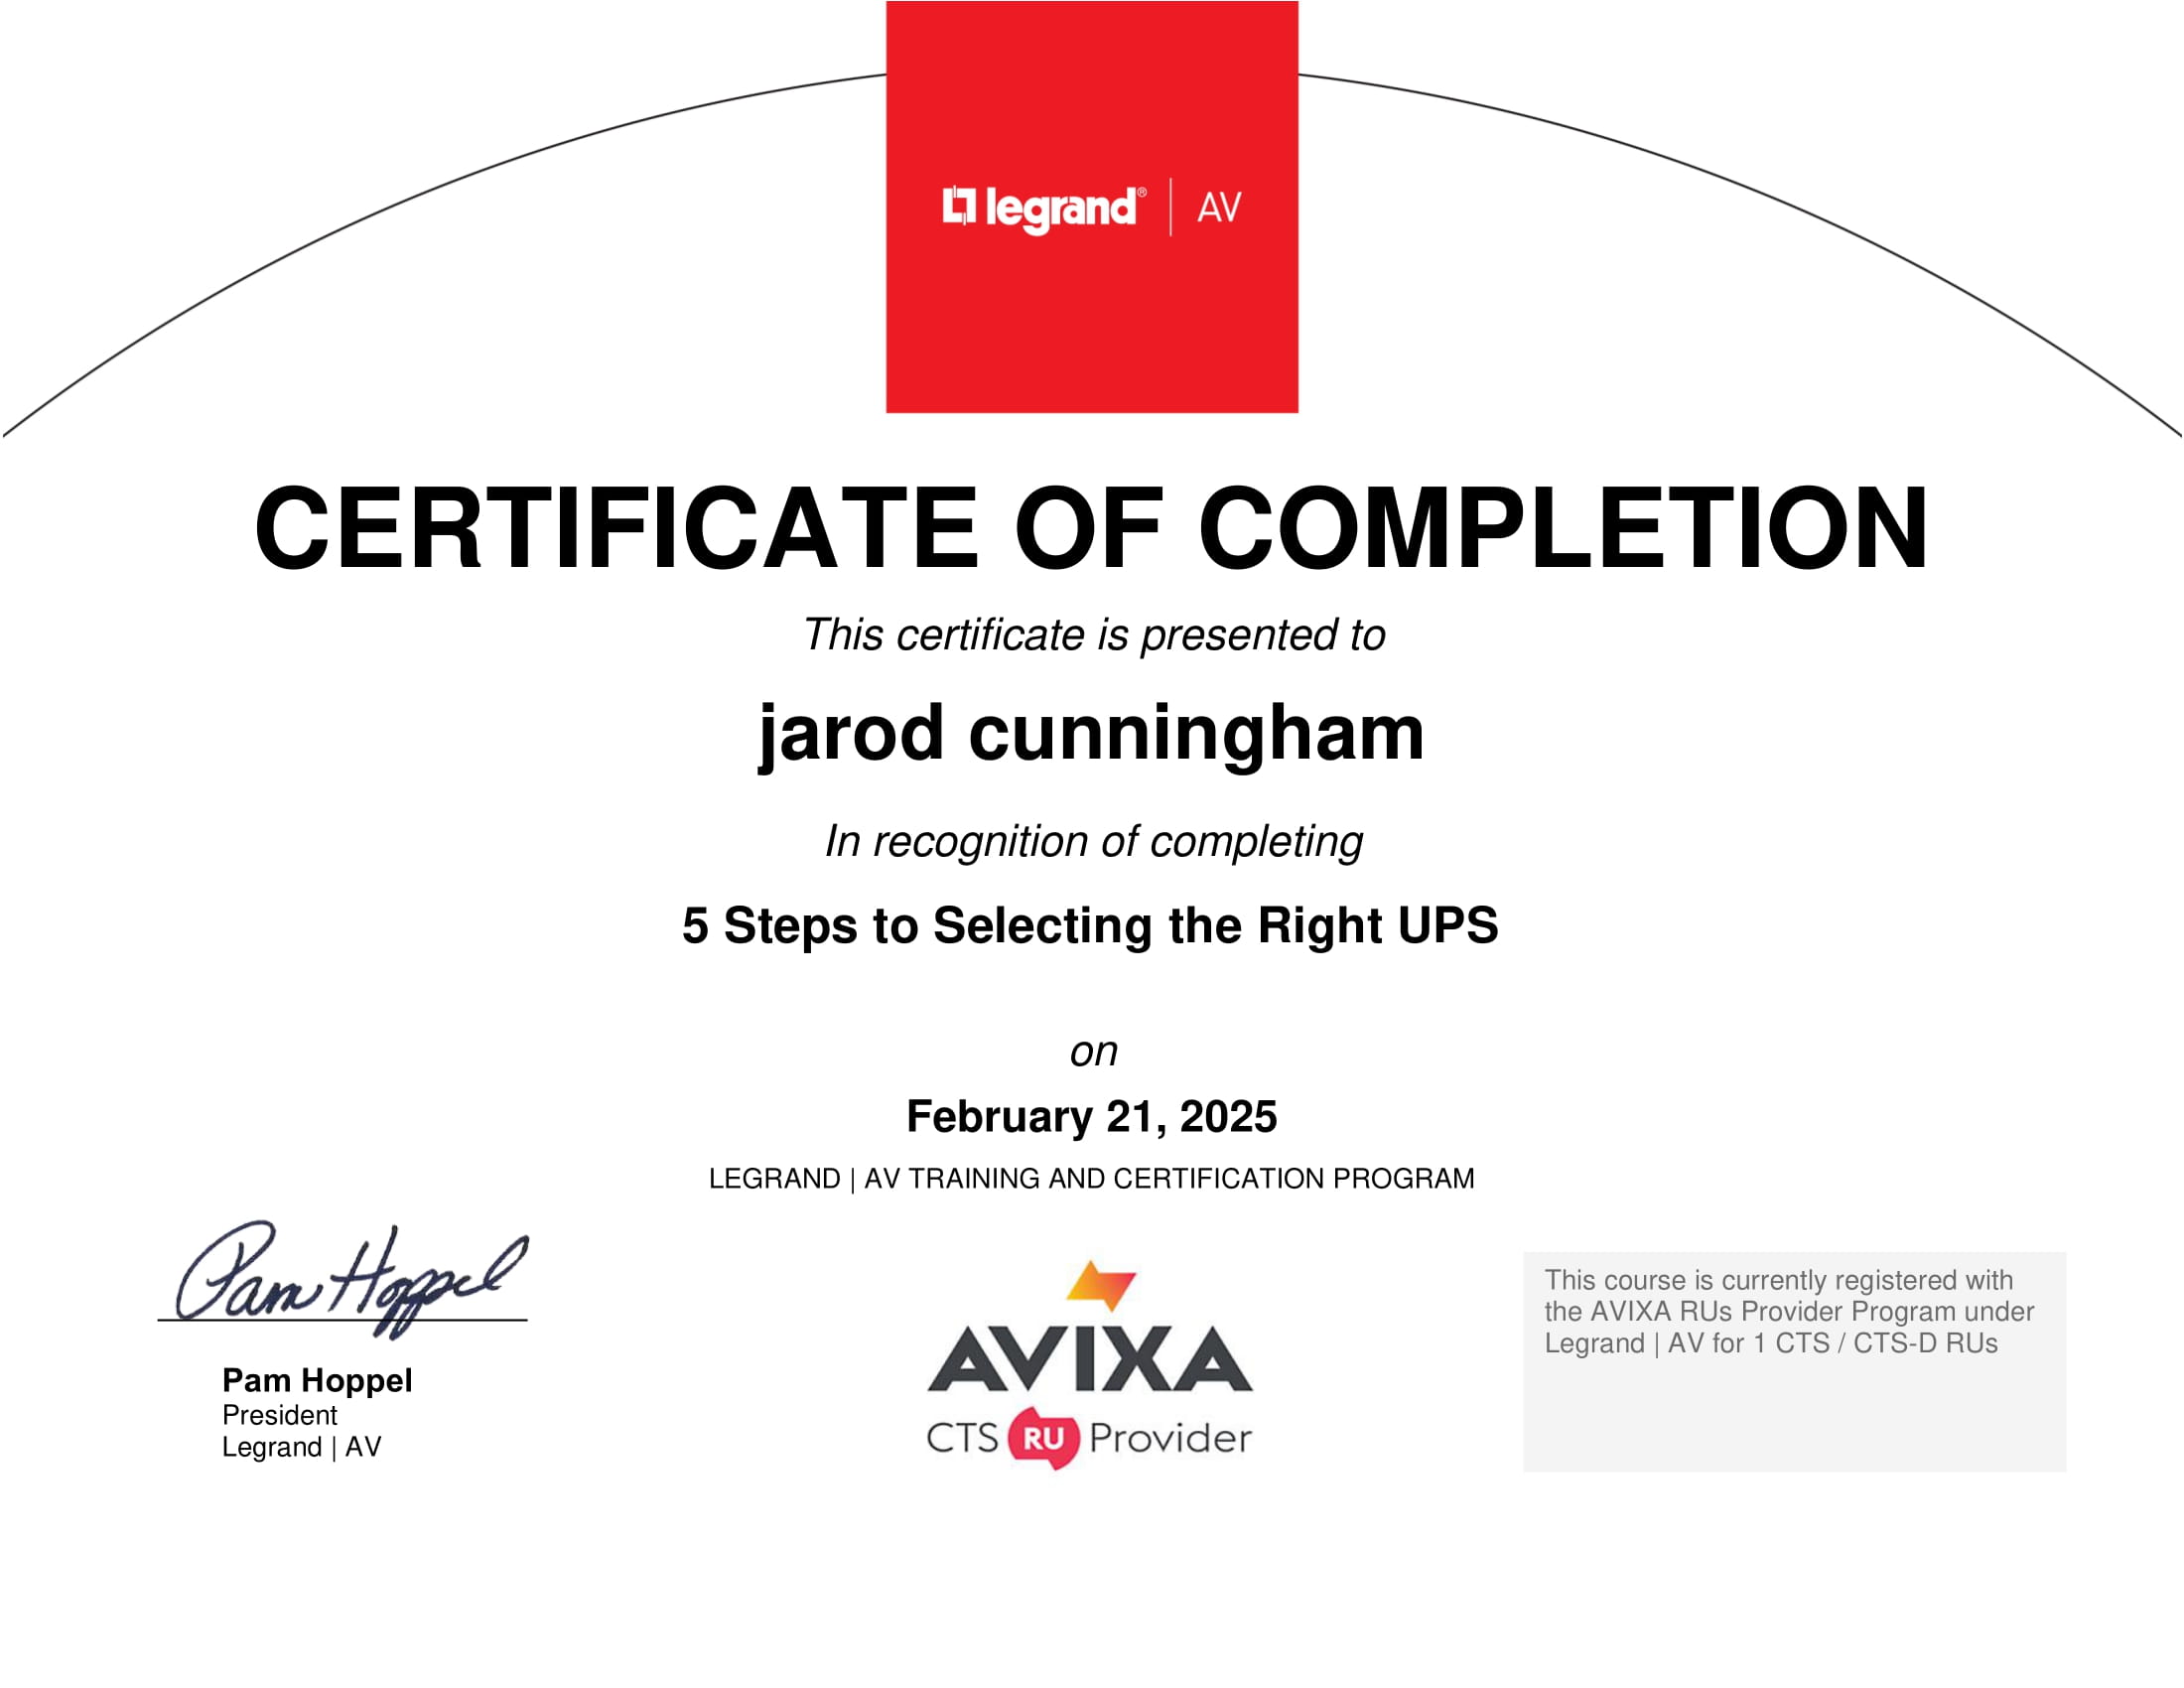 legrand® | AV
CERTIFICATE OF COMPLETION
This certificate is presented to
jarod cunningham
In recognition of completing
5 Steps to Selecting the Right UPS
on
February 21, 2025
LEGRAND | AV TRAINING AND CERTIFICATION PROGRAM
Pam Hoppel
Pam Hoppel
President
Legrand | AV
AVIXA
CTS RU Provider
This course is currently registered with
the AVIXA RUs Provider Program under
Legrand | AV for 1 CTS / CTS-D RUs